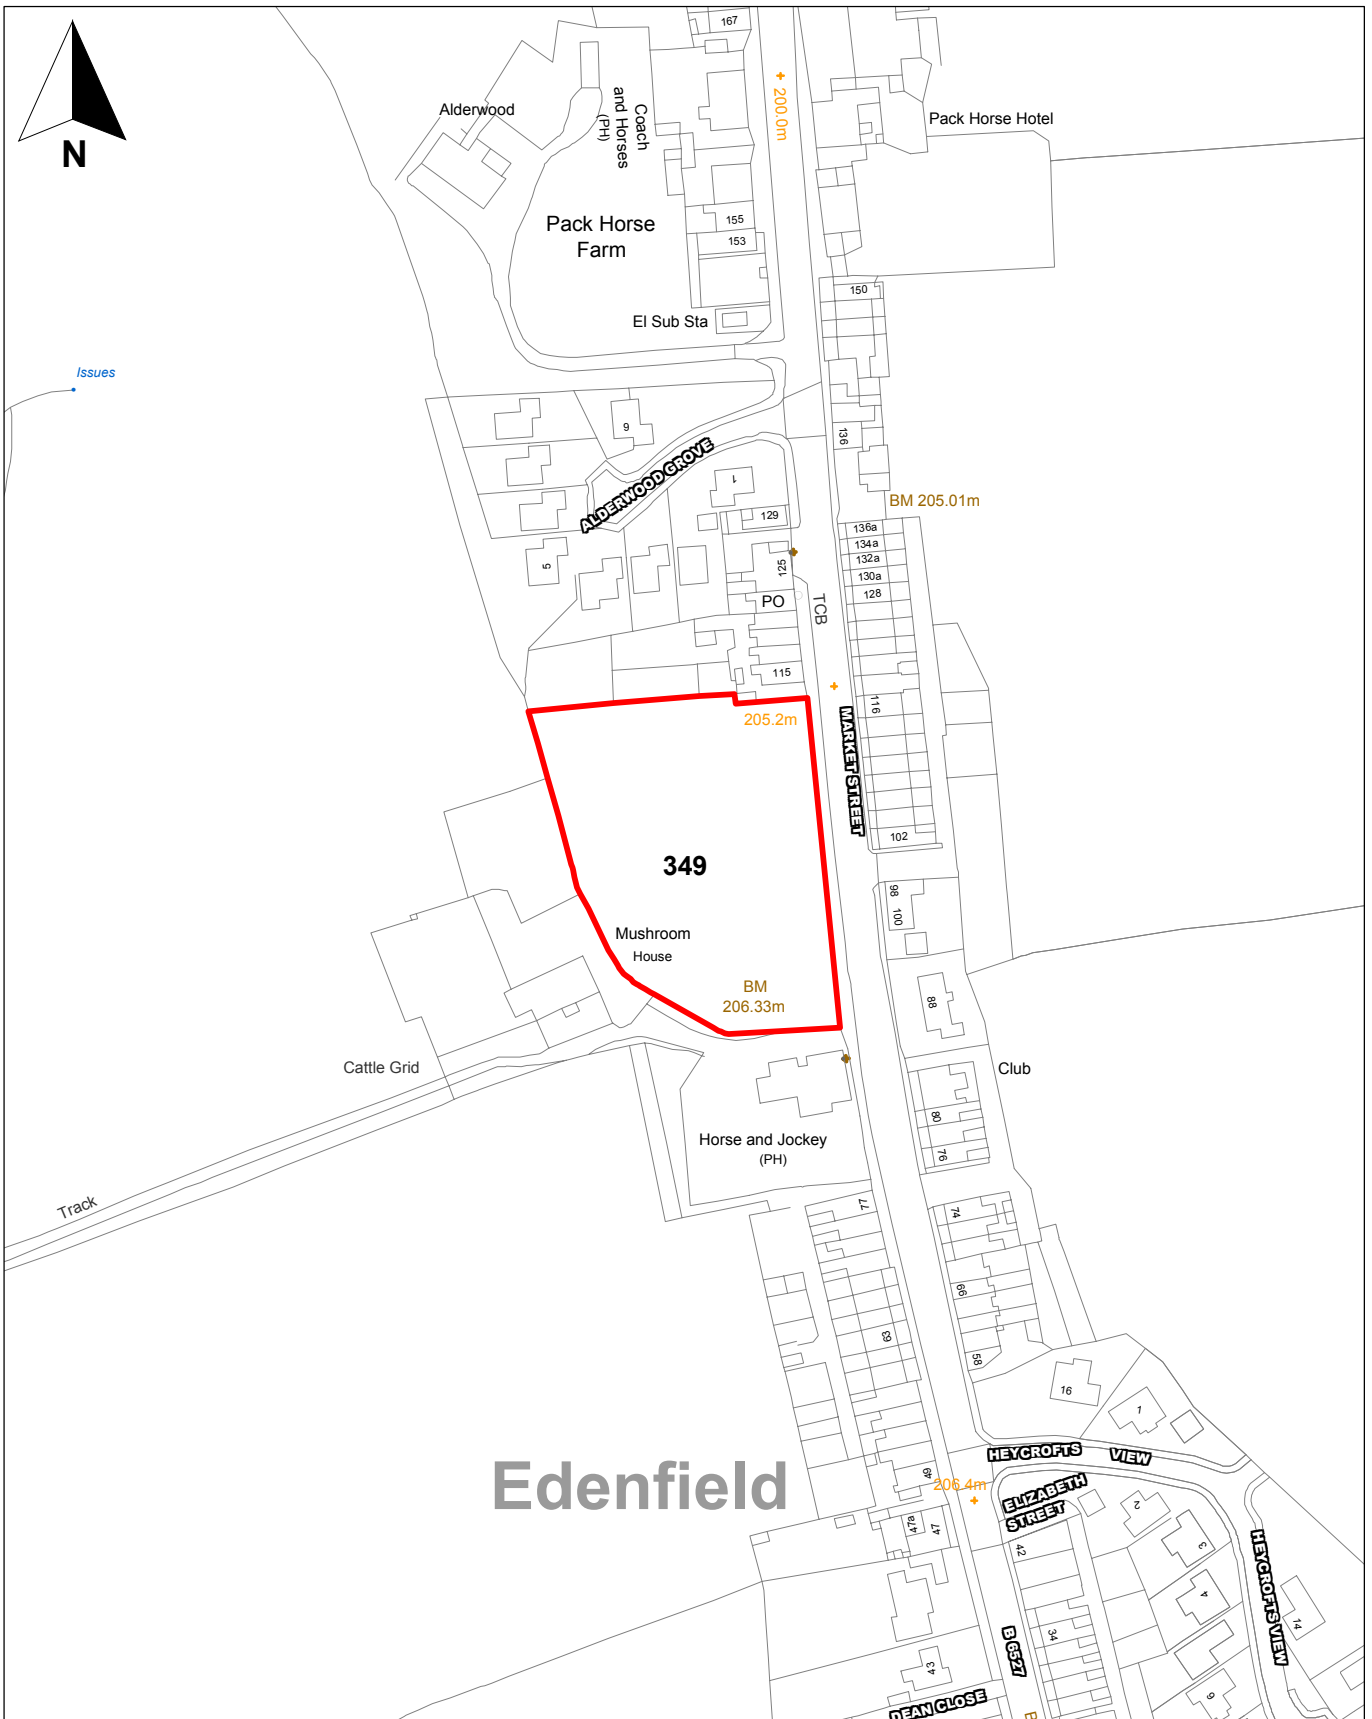 167
N
Alderwood
Coach
and Horses
(PH)
200.0m
Pack Horse Hotel
Pack Horse
Farm
155
153
150
El Sub Sta
Issues
9
136
ALDERWOOD GROVE
1
129
BM 205.01m
136a
134a
132a
130a
128
5
125
PO
TCB
115
116
205.2m
MARKET STREET
102
349
98
100
Mushroom
House
BM
206.33m
88
Cattle Grid
Club
80
76
Horse and Jockey
(PH)
Track
77
74
66
63
58
16
1
HEYCROFTS VIEW
Edenfield
49
206.4m
ELIZABETH
STREET
2
47a
47
42
3
HEYCROFTS VIEW
4
14
34
B 6527
43
9
DEAN CLOSE